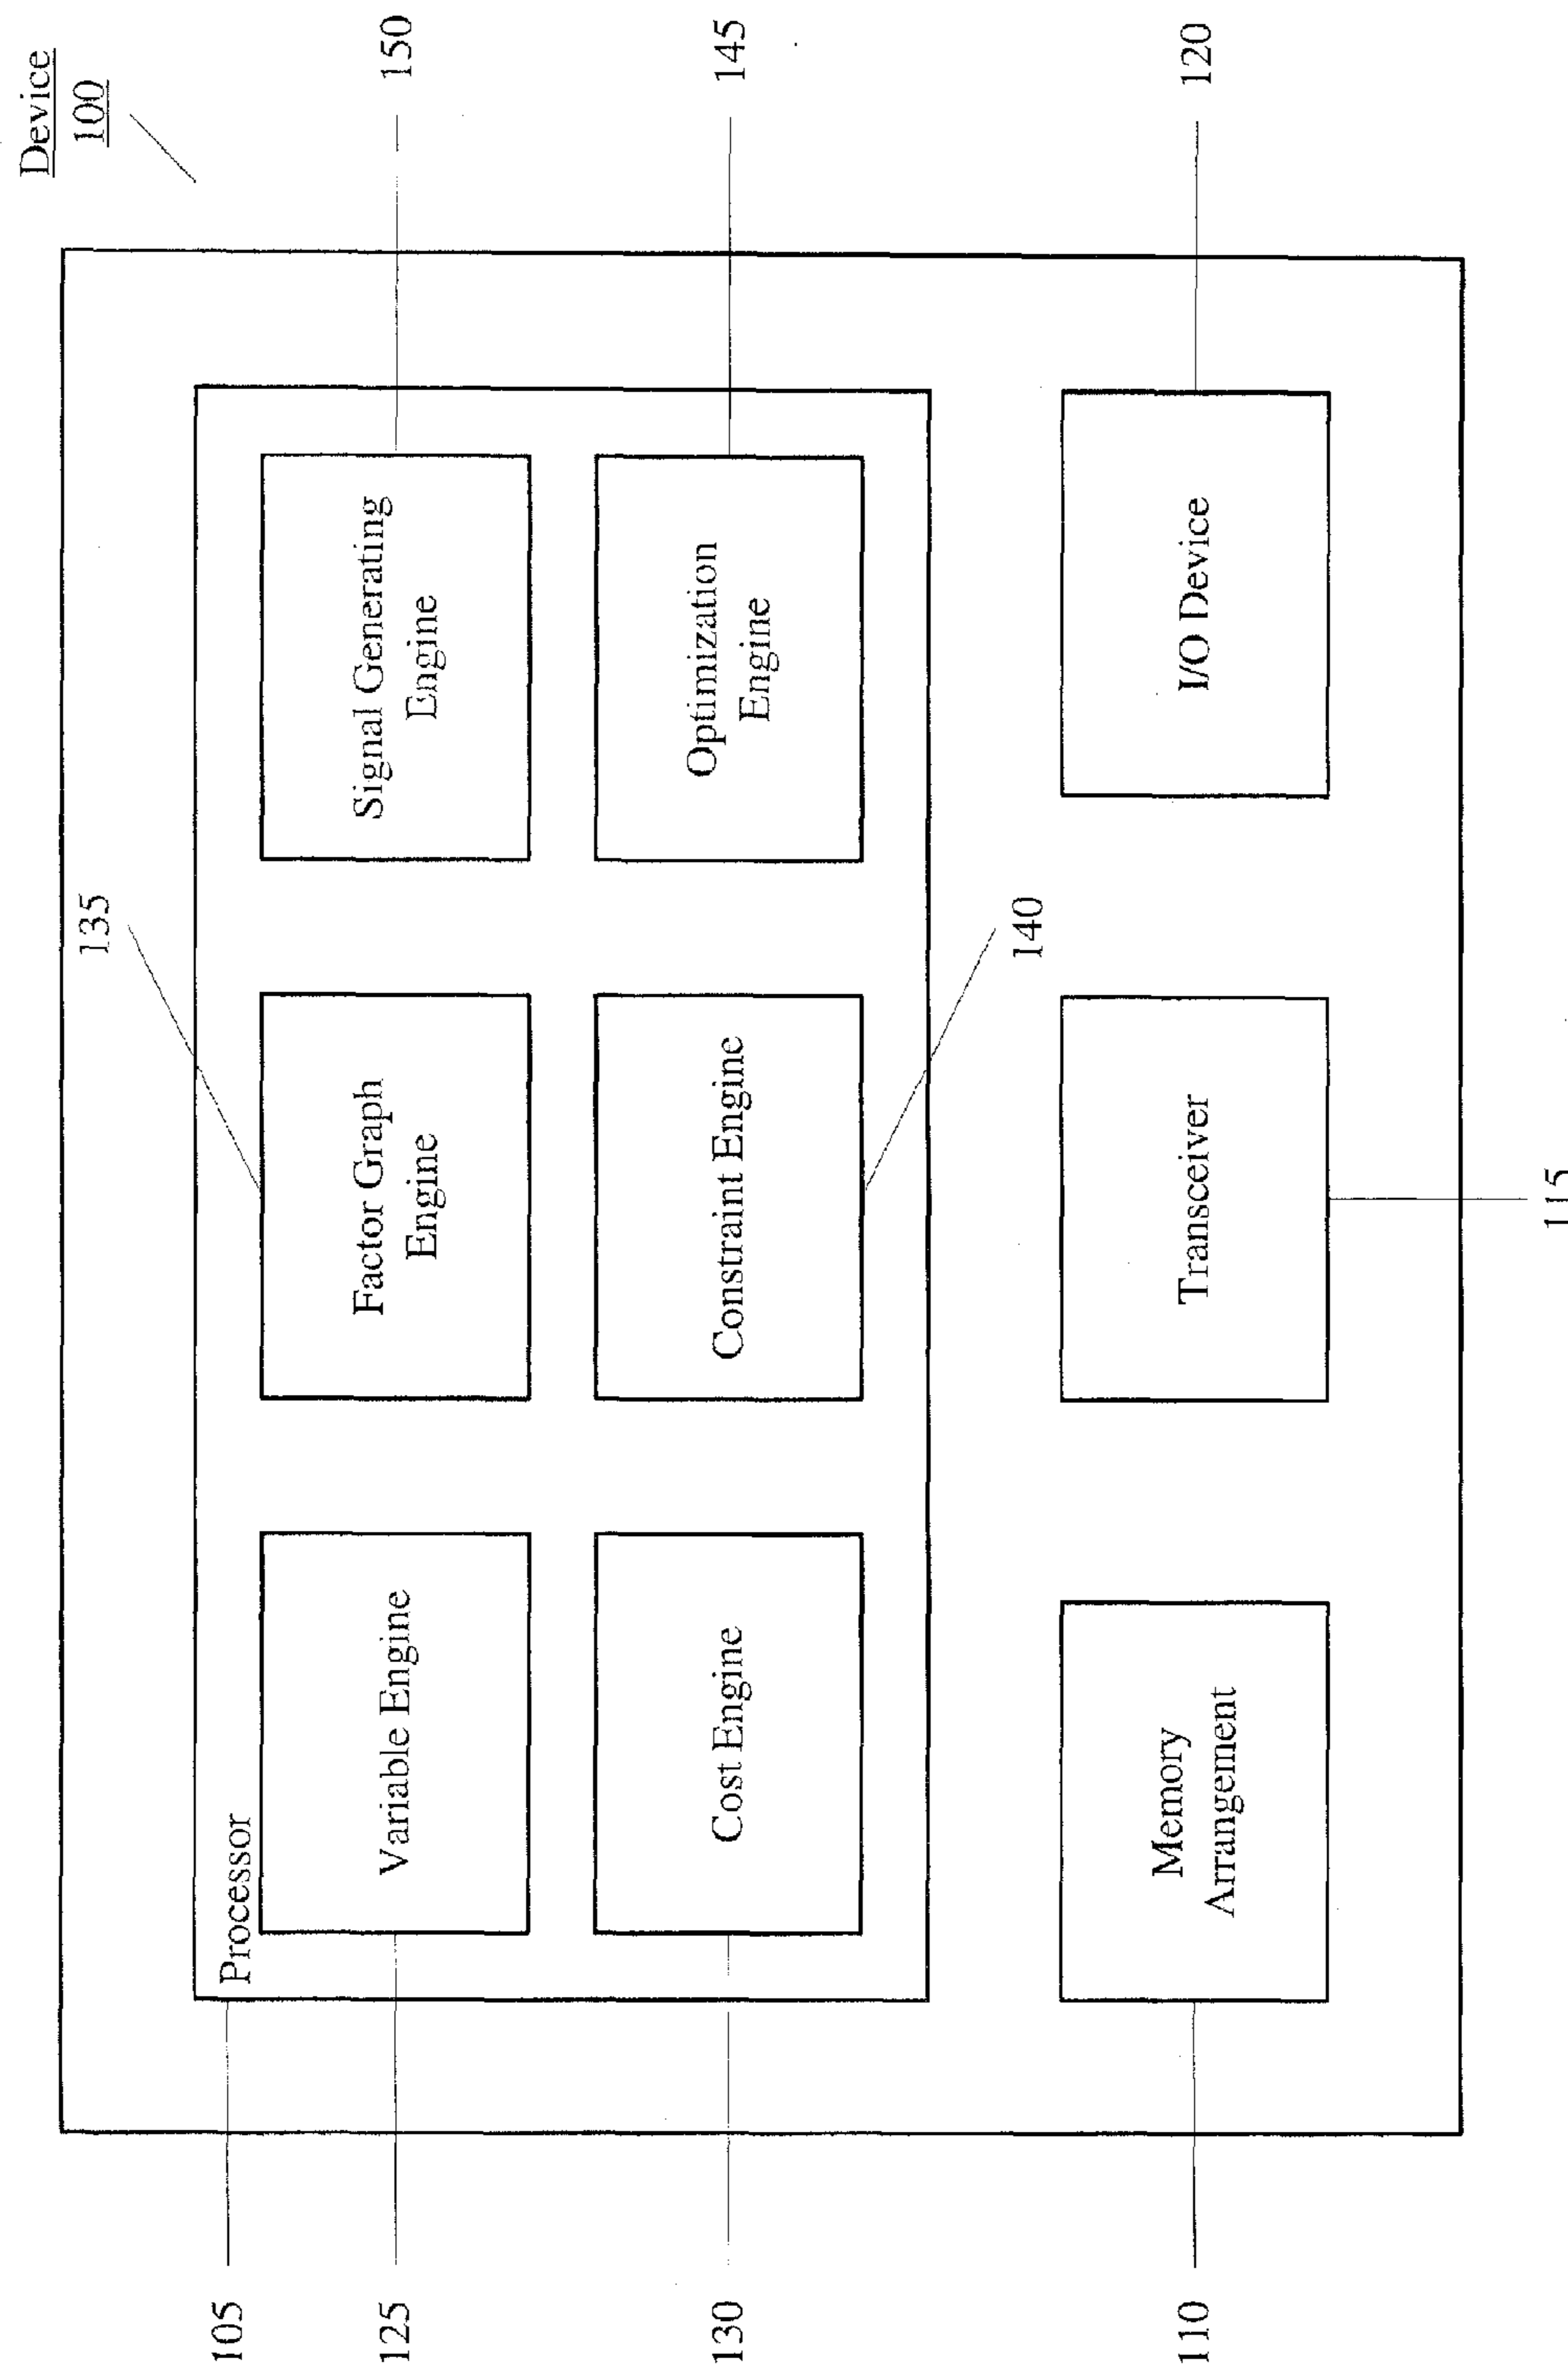 Device
100
135
Processor
105
Variable Engine
125
Factor Graph
Engine
Signal Generating
Engine
150
Cost Engine
130
Constraint Engine
Optimization
Engine
145
140
Memory
Arrangement
110
Transceiver
I/O Device
120
115